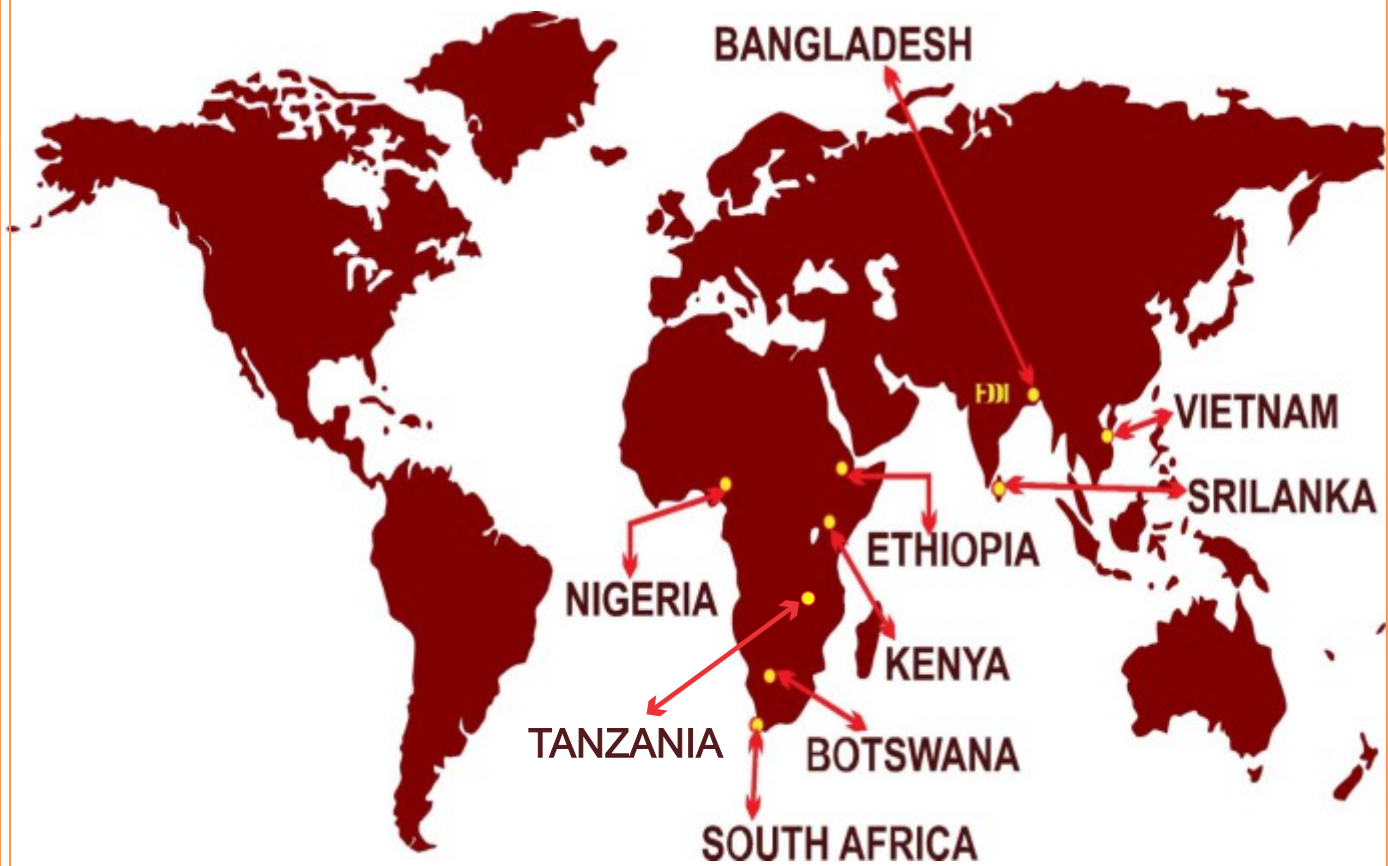 BANGLADESH
FDDI
VIETNAM
SRILANKA
ETHIOPIA
NIGERIA
KENYA
TANZANIA
BOTSWANA
SOUTH AFRICA